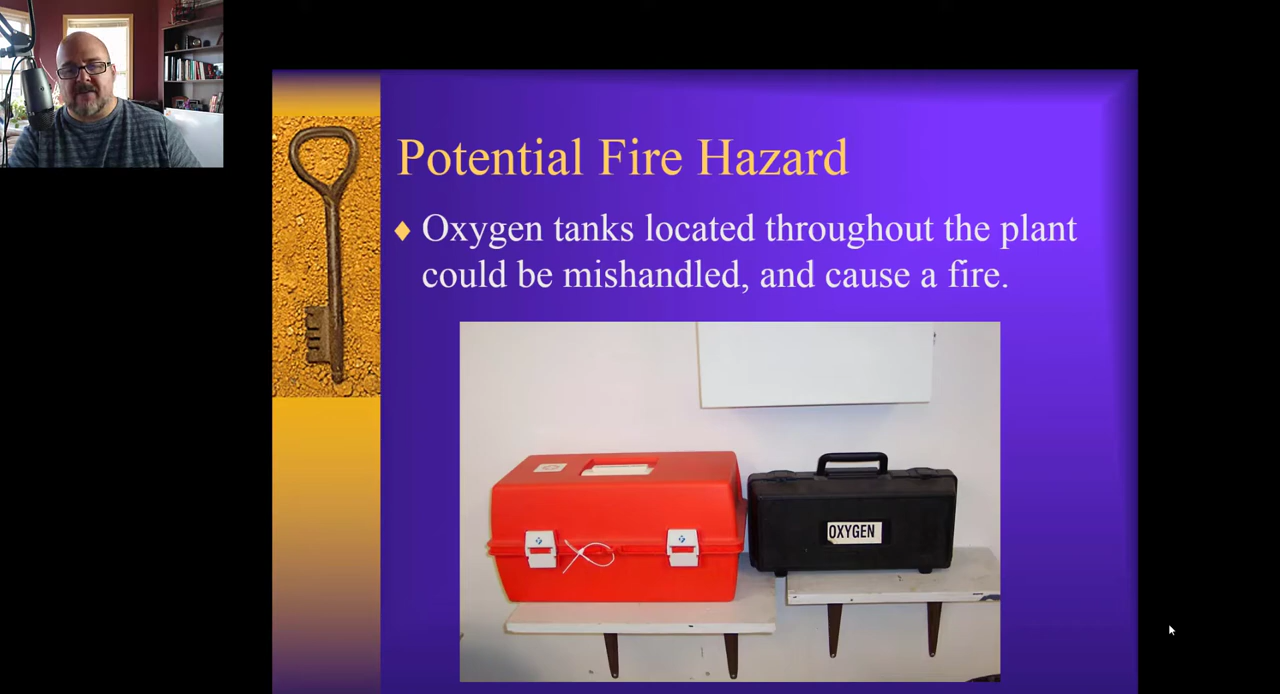 Potential Fire Hazard
Oxygen tanks located throughout the plant
could be mishandled, and cause a fire.
OXYGEN